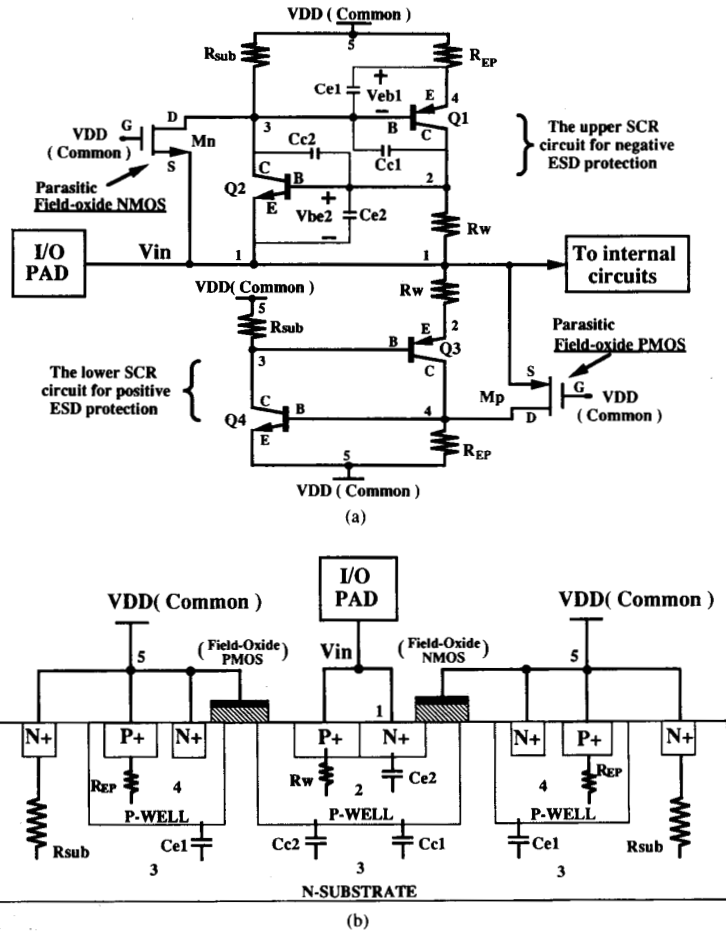 VDD ( Common )
5
Rsub
REP
Ce1
+
Veb1
–
E
4
Q1
B
C
D
3
G
VDD
( Common )
Mn
S
Cc2
Cc1
The upper SCR
circuit for negative
ESD protection
Parasitic
Field-oxide NMOS
Q2
C
B
E
+
Vbe2
–
Ce2
2
Rw
I/O
PAD
Vin
1
1
To internal
circuits
VDD( Common )
5
Rsub
Rw
E
2
Q3
B
C
3
Parasitic
Field-oxide PMOS
The lower SCR
circuit for positive
ESD protection
C
Q4
B
E
4
S
Mp
G
D
VDD
( Common )
REP
5
VDD ( Common )
(a)
I/O
PAD
VDD( Common )
VDD( Common )
5
( Field-Oxide )
PMOS
Vin
( Field-Oxide )
NMOS
5
1
N+
P+
N+
P+
N+
N+
P+
N+
REP
4
Rw
2
Ce2
4
REP
P-WELL
P-WELL
P-WELL
Rsub
Ce1
Cc2
Cc1
Ce1
Rsub
3
3
3
N-SUBSTRATE
(b)